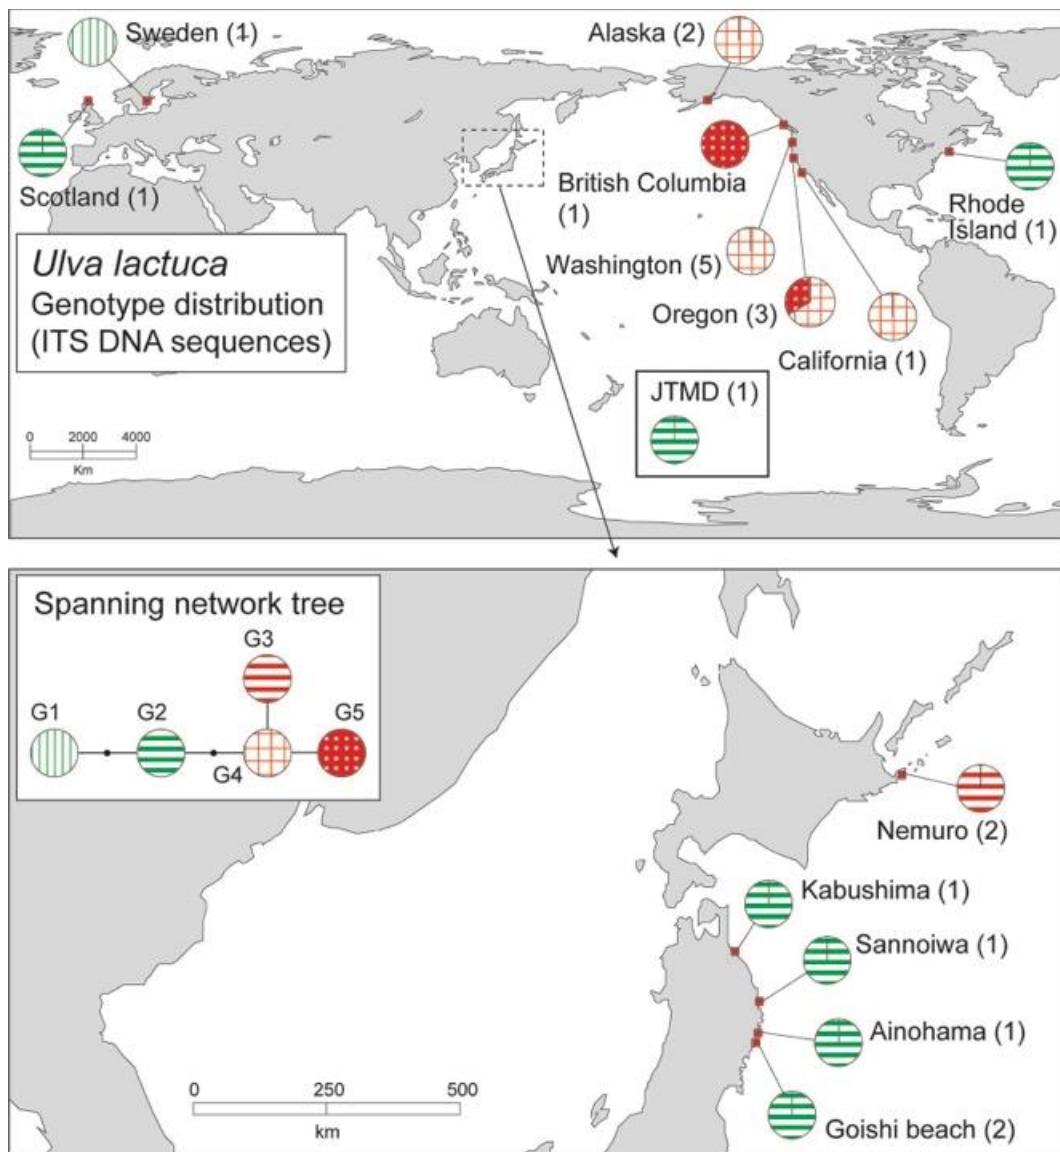 Sweden (1)
Alaska (2)
Scotland (1)
British Columbia
(1)
Rhode
Island (1)
Washington (5)
Oregon (3)
California (1)
Ulva lactuca
Genotype distribution
(ITS DNA sequences)
JTMD (1)
0 2000 4000
Km
Spanning network tree
G3
G1 G2 G5
G4
Nemuro (2)
Kabushima (1)
Sannoiwa (1)
Ainohama (1)
Goishi beach (2)
0 250 500
km